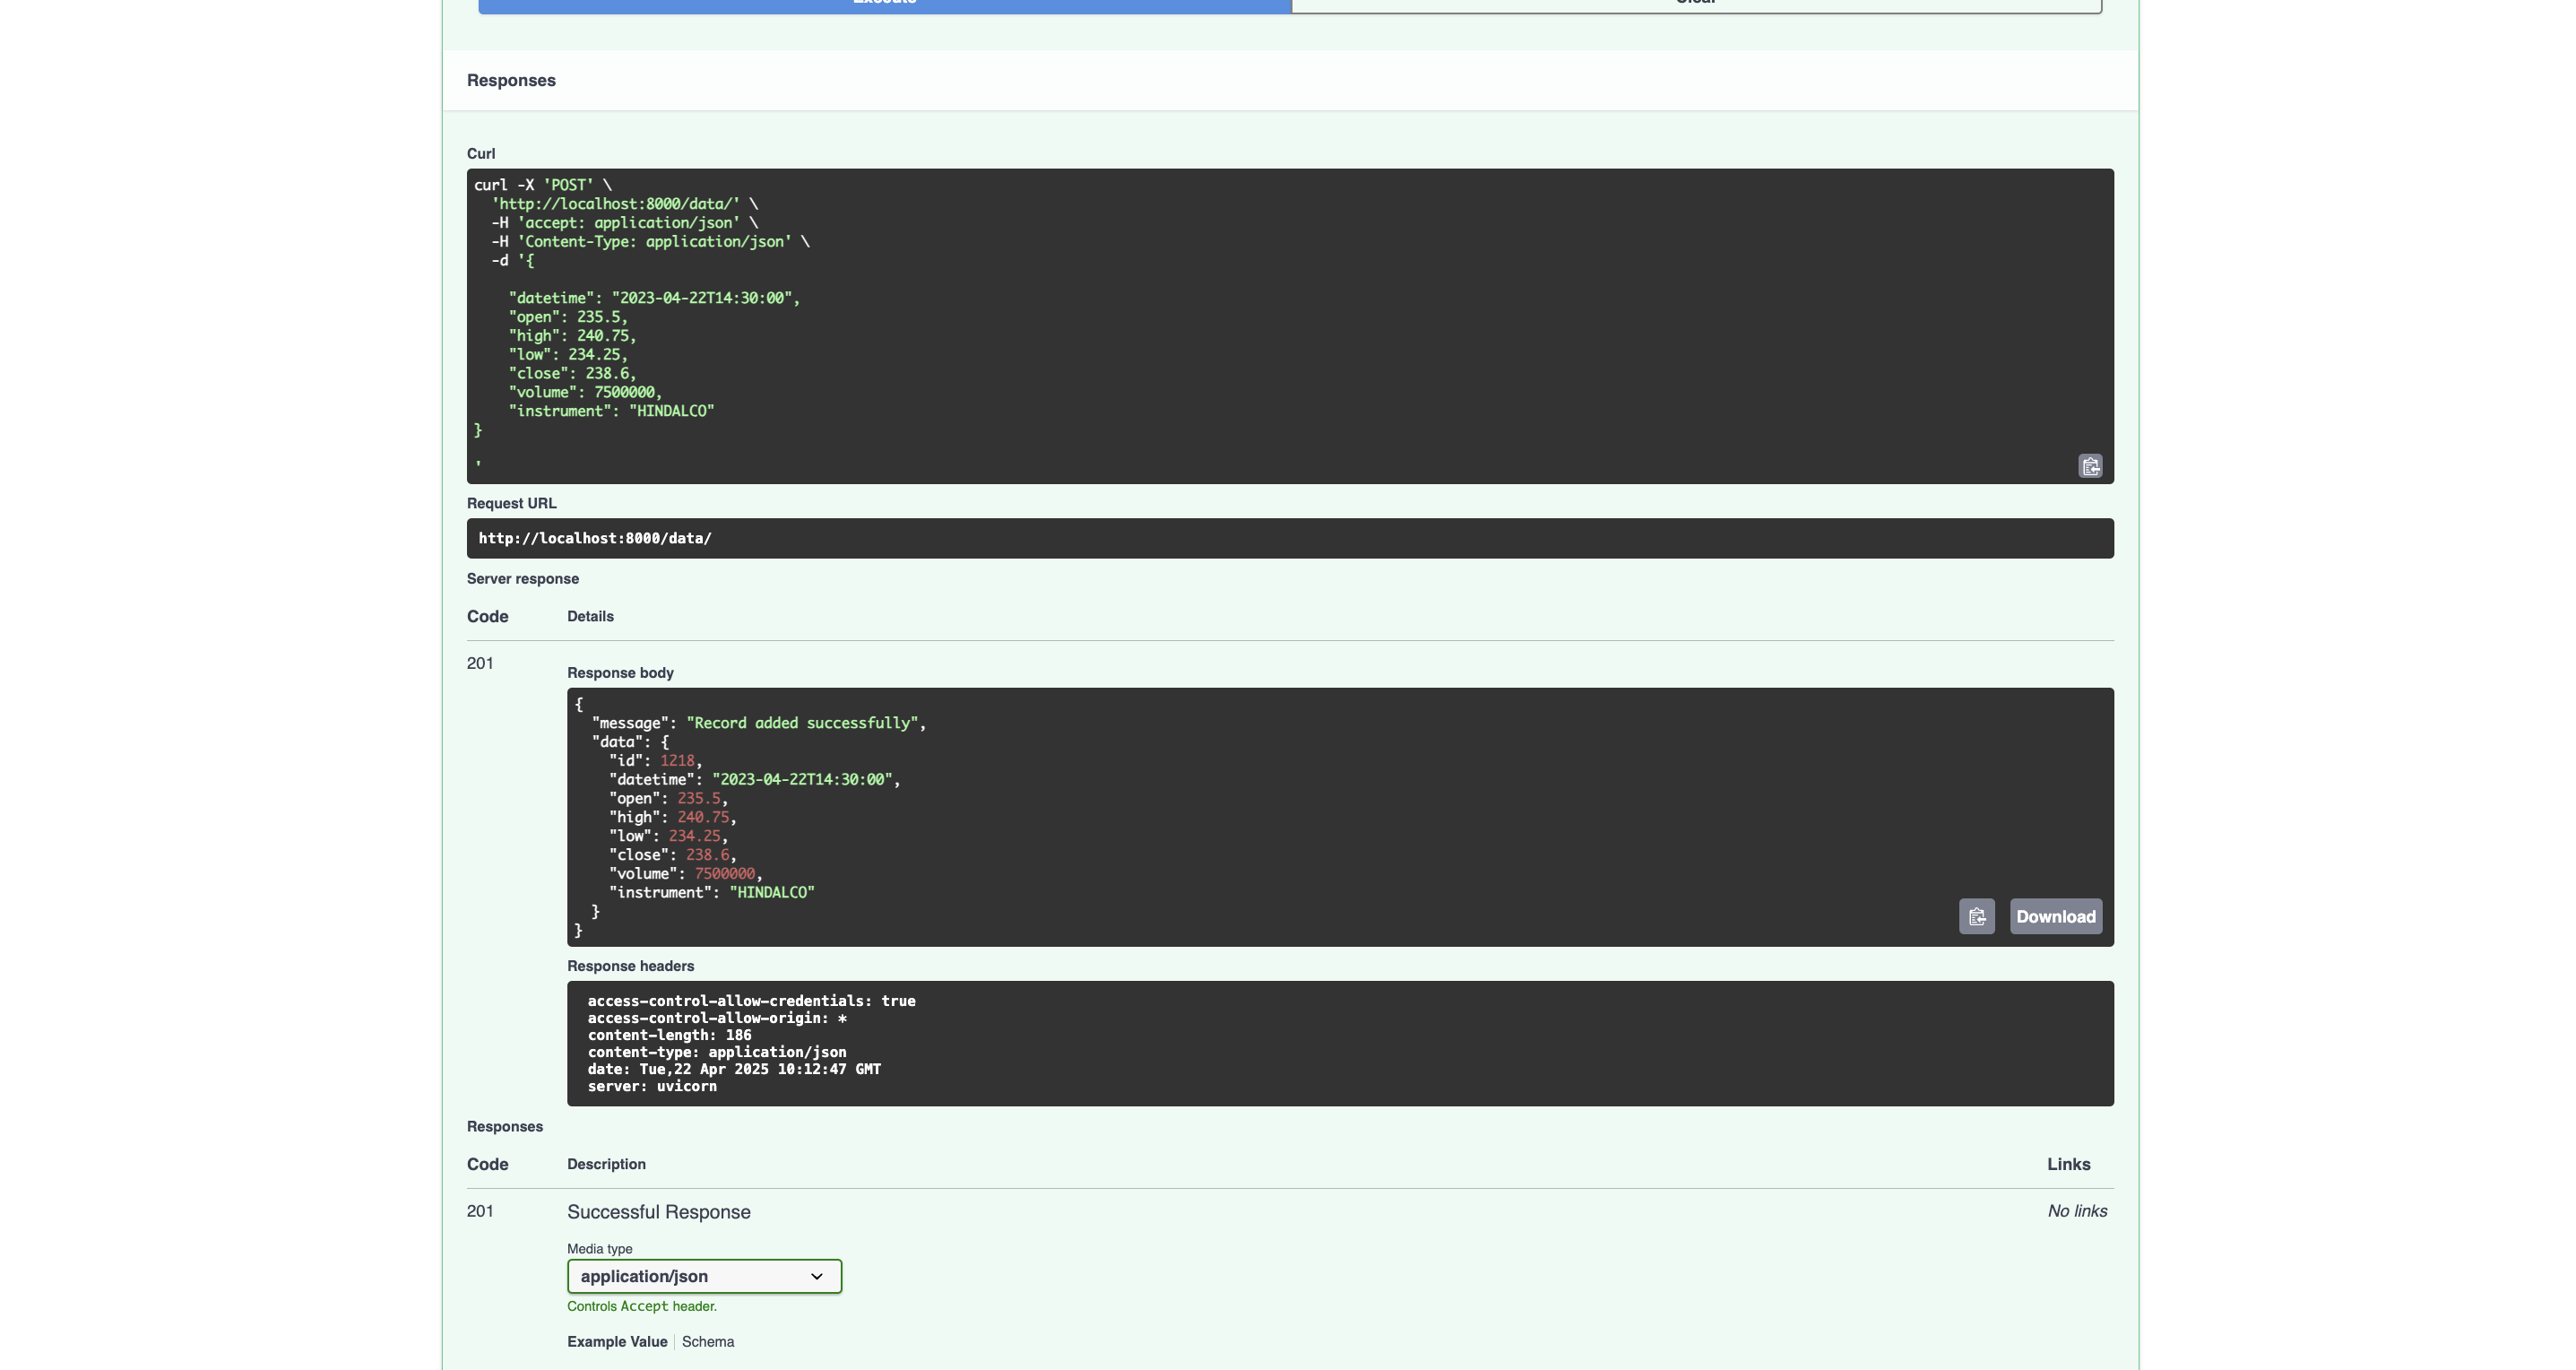 Execute
Clear
Responses
Curl
curl -X 'POST' \
  'http://localhost:8000/data/' \
  -H 'accept: application/json' \
  -H 'Content-Type: application/json' \
  -d '{
    "datetime": "2023-04-22T14:30:00",
    "open": 235.5,
    "high": 240.75,
    "low": 234.25,
    "close": 238.6,
    "volume": 7500000,
    "instrument": "HINDALCO"
}
'
Request URL
http://localhost:8000/data/
Server response
Code Details
201
Response body
{
  "message": "Record added successfully",
  "data": {
    "id": 1218,
    "datetime": "2023-04-22T14:30:00",
    "open": 235.5,
    "high": 240.75,
    "low": 234.25,
    "close": 238.6,
    "volume": 7500000,
    "instrument": "HINDALCO"
  }
}
Download
Response headers
access-control-allow-credentials: true
access-control-allow-origin: *
content-length: 186
content-type: application/json
date: Tue,22 Apr 2025 10:12:47 GMT
server: uvicorn
Responses
Code Description Links
201 Successful Response No links
Media type
application/json
Controls Accept header.
Example Value Schema